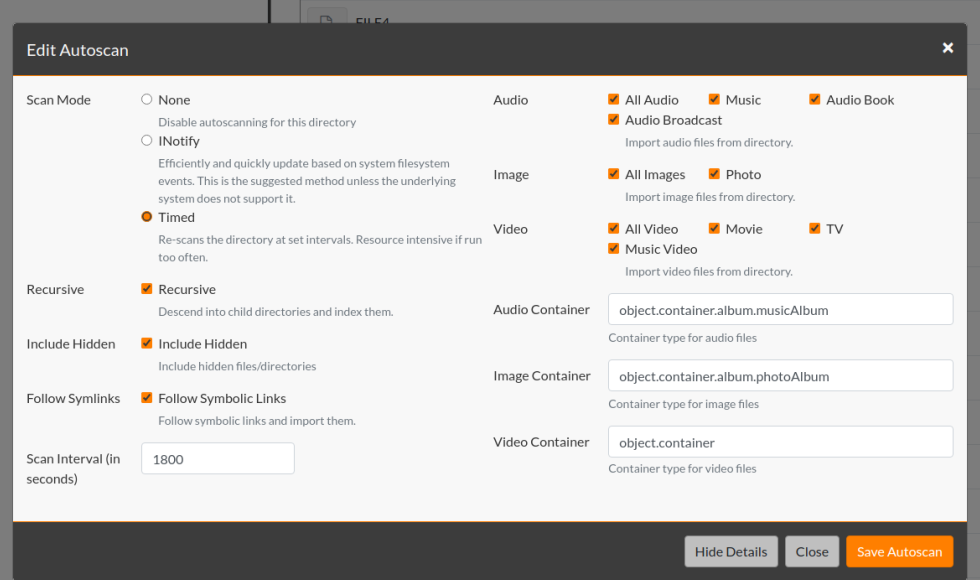 FILE4
Edit Autoscan
×
Scan Mode
None
Disable autoscanning for this directory
INotify
Efficiently and quickly update based on system filesystem
events. This is the suggested method unless the underlying
system does not support it.
Timed
Re-scans the directory at set intervals. Resource intensive if run
too often.
Recursive
Recursive
Descend into child directories and index them.
Include Hidden
Include Hidden
Include hidden files/directories
Follow Symlinks
Follow Symbolic Links
Follow symbolic links and import them.
Scan Interval (in
seconds)
1800
Audio
All Audio Music Audio Book
Audio Broadcast
Import audio files from directory.
Image
All Images Photo
Import image files from directory.
Video
All Video Movie TV
Music Video
Import video files from directory.
Audio Container
object.container.album.musicAlbum
Container type for audio files
Image Container
object.container.album.photoAlbum
Container type for image files
Video Container
object.container
Container type for video files
Hide Details Close Save Autoscan